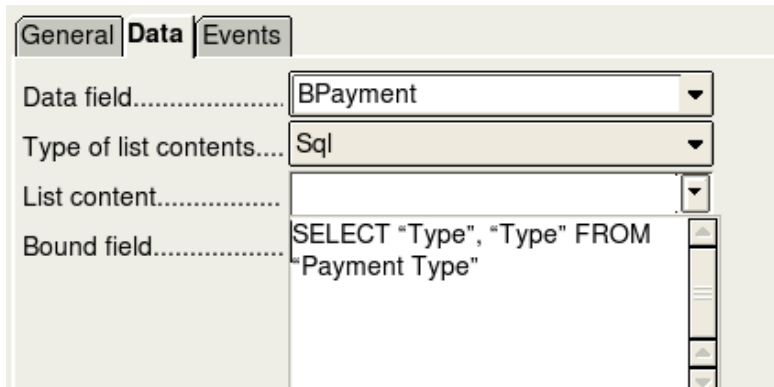 General Data Events
Data field..................... BPayment
Type of list contents.... Sql
List content.................
SELECT “Type”, “Type” FROM
Bound field..................
“Payment Type”